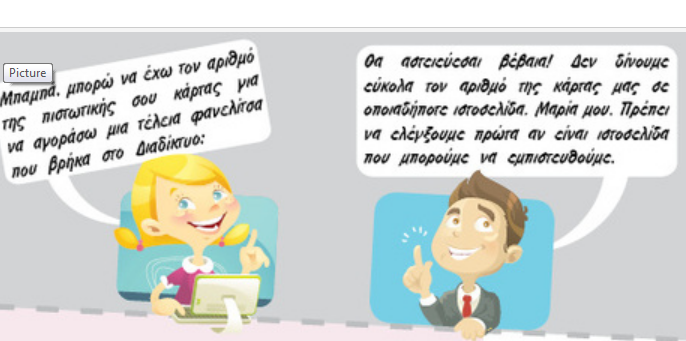 Picture
Μπαμπά, μπορώ να έχω τον αριθμό
της πιστωτικής σου κάρτας για
να αγοράσω μια τέλεια φανελίτσα
που βρήκα στο Διαδίκτυο;
Θα αστειεύεσαι βέβαια! Δεν δίνουμε
εύκολα τον αριθμό της κάρτας μας σε
οποιαδήποτε ιστοσελίδα, Μαρία μου. Πρέπει
να ελέγξουμε πρώτα αν είναι ιστοσελίδα
που μπορούμε να εμπιστευθούμε.